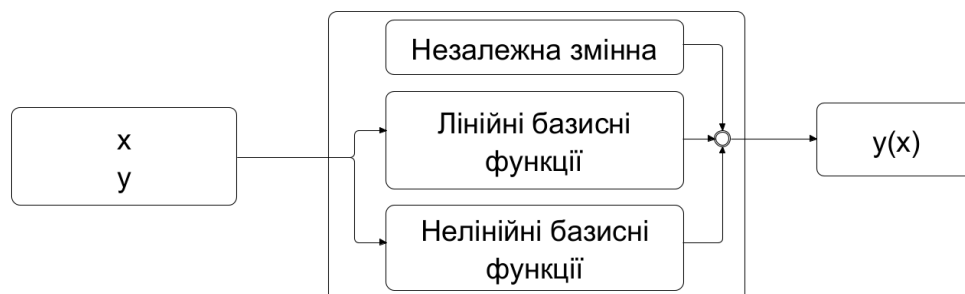 Незалежна змінна
x
y
Лінійні базисні
функції
y(x)
Нелінійні базисні
функції